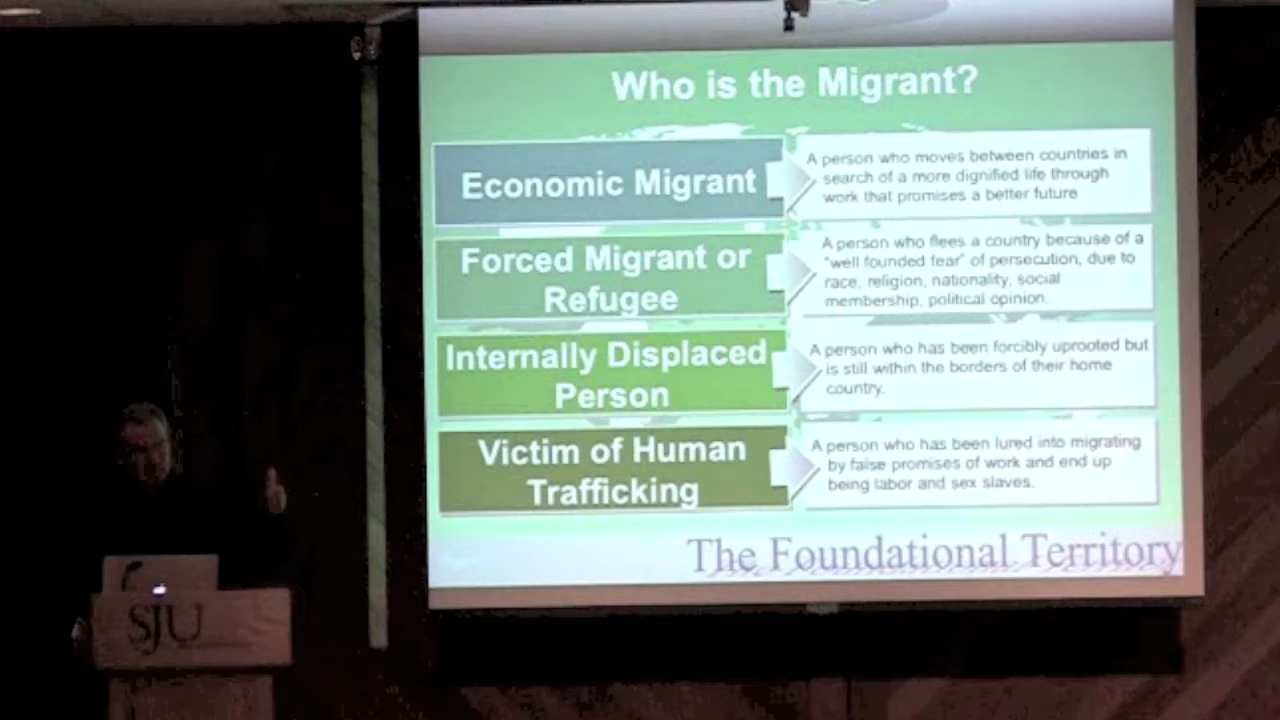 Who is the Migrant?
Economic Migrant
A person who moves between countries in
search of a more dignified life through
work that promises a better future
Forced Migrant or
Refugee
A person who flees a country because of a
"well founded fear" of persecution, due to
race, religion, nationality, social
membership, political opinion.
Internally Displaced
Person
A person who has been forcibly uprooted but
is still within the borders of their home
country.
Victim of Human
Trafficking
A person who has been lured into migrating
by false promises of work and end up
being labor and sex slaves.
The Foundational Territory
SJU